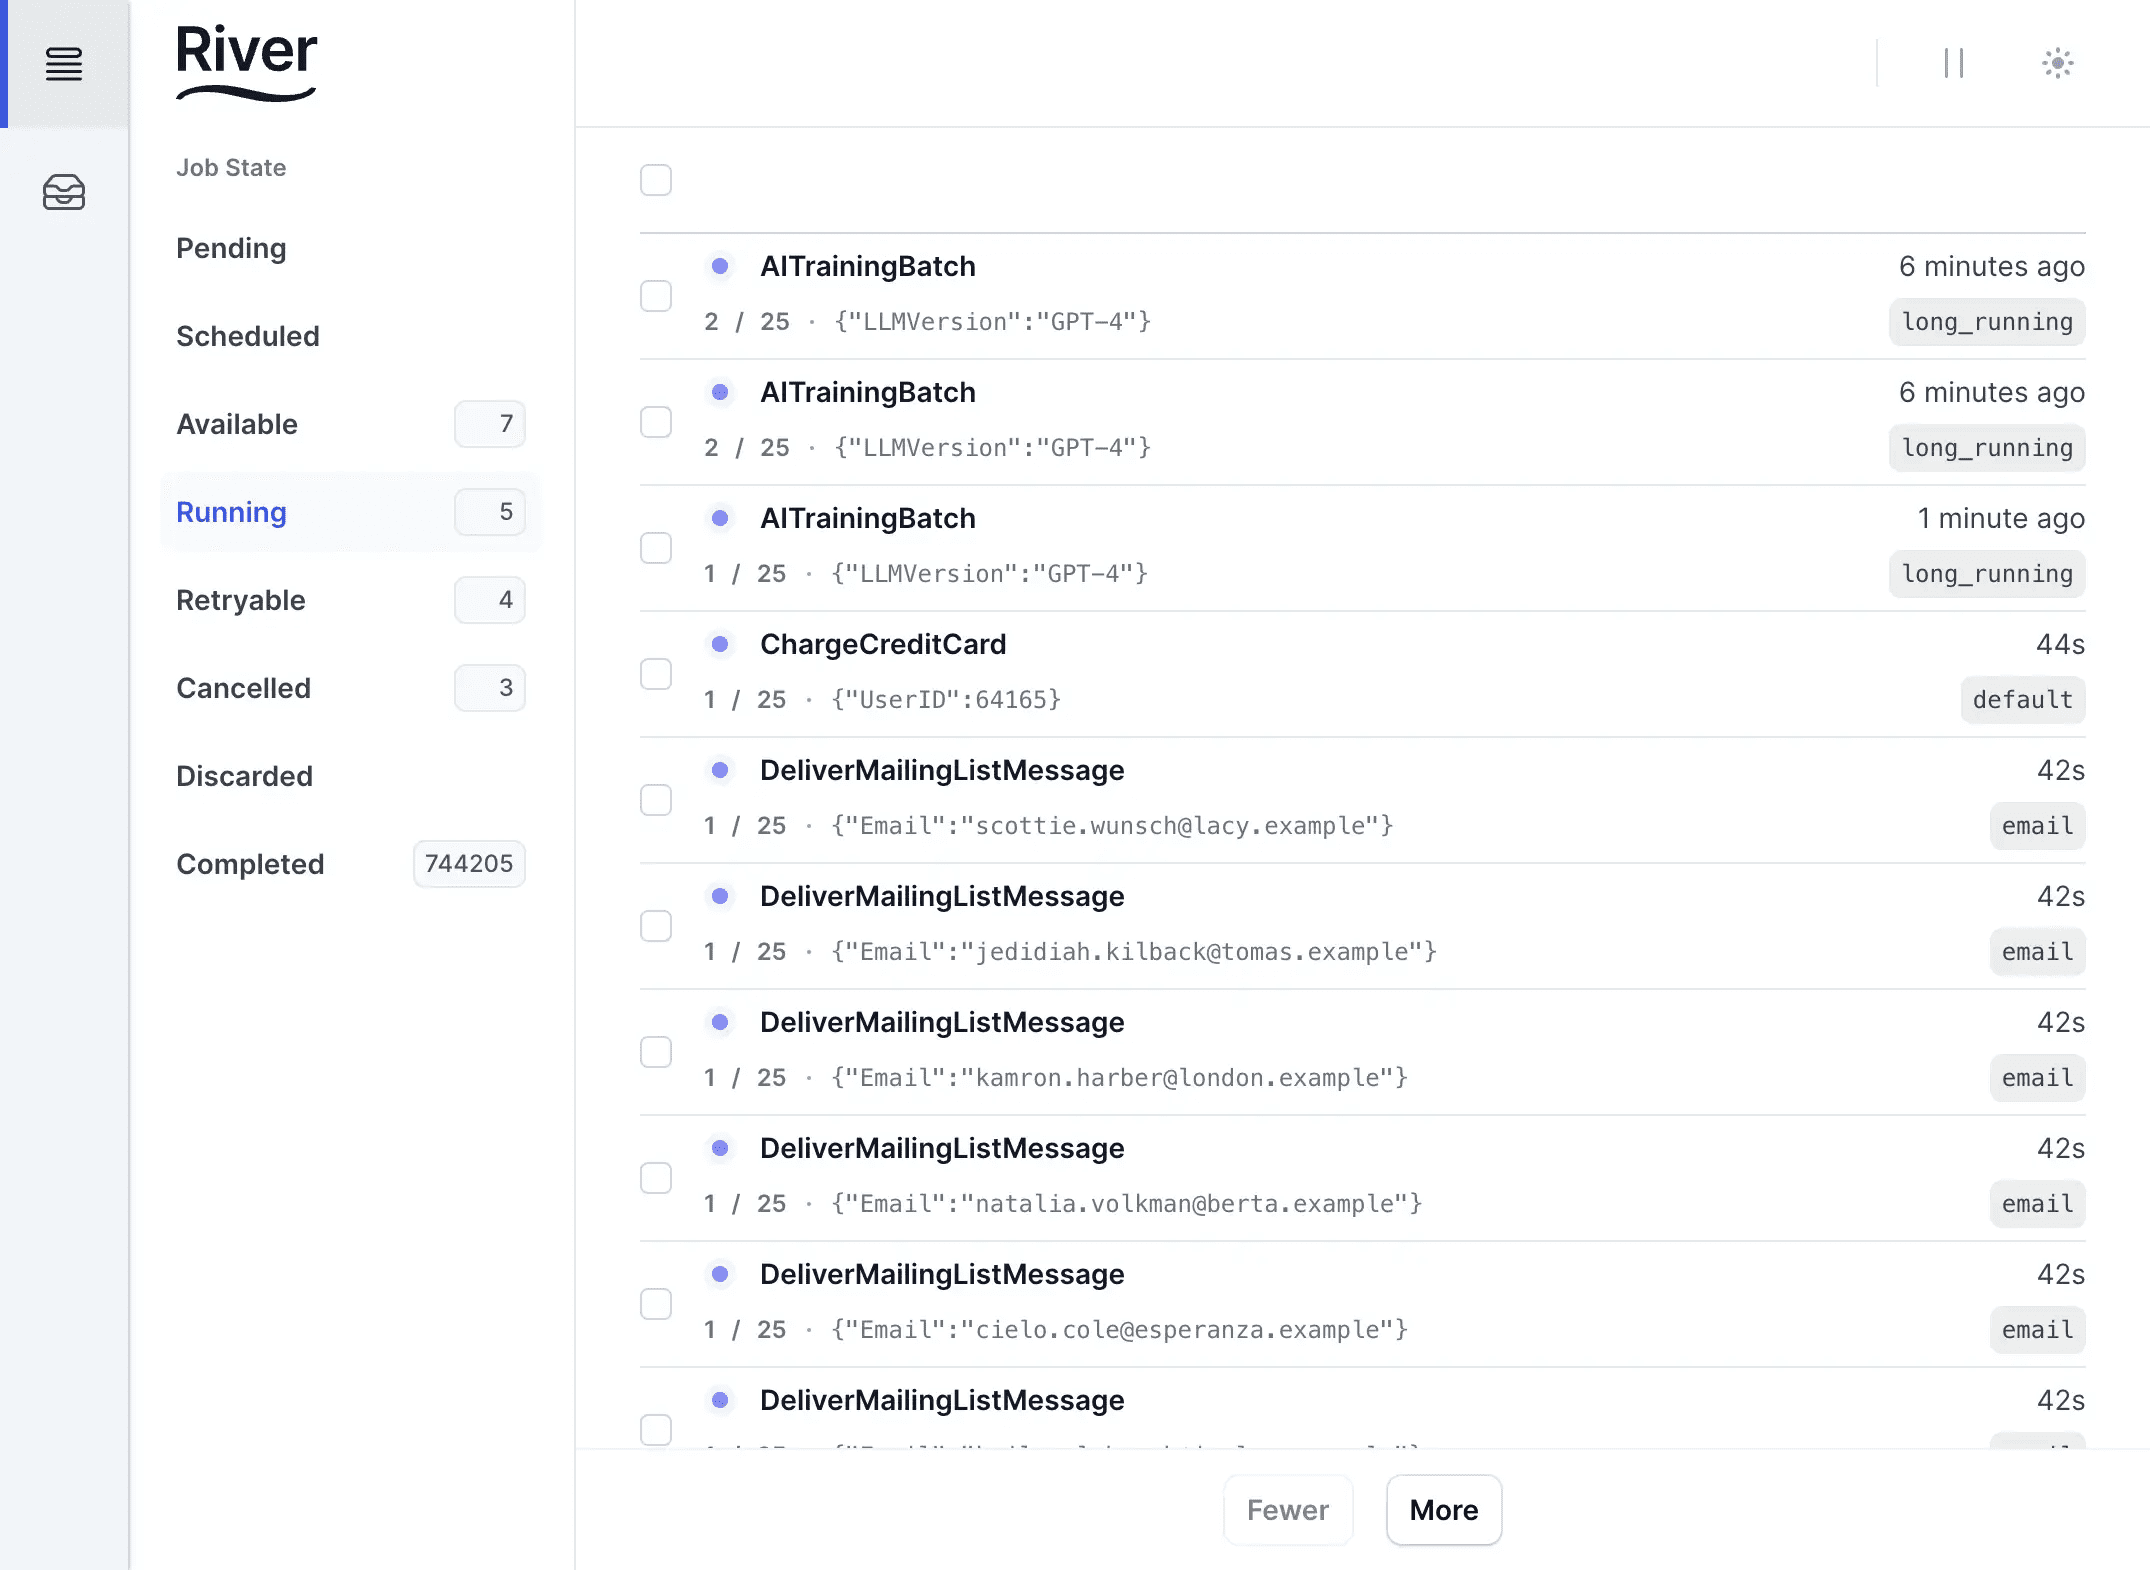 River
Job State
Pending
Scheduled
Available 7
Running 5
Retryable 4
Cancelled 3
Discarded
Completed 744205
AITrainingBatch 6 minutes ago
2 / 25 · {"LLMVersion":"GPT-4"} long_running
AITrainingBatch 6 minutes ago
2 / 25 · {"LLMVersion":"GPT-4"} long_running
AITrainingBatch 1 minute ago
1 / 25 · {"LLMVersion":"GPT-4"} long_running
ChargeCreditCard 44s
1 / 25 · {"UserID":64165} default
DeliverMailingListMessage 42s
1 / 25 · {"Email":"scottie.wunsch@lacy.example"} email
DeliverMailingListMessage 42s
1 / 25 · {"Email":"jedidiah.kilback@tomas.example"} email
DeliverMailingListMessage 42s
1 / 25 · {"Email":"kamron.harber@london.example"} email
DeliverMailingListMessage 42s
1 / 25 · {"Email":"natalia.volkman@berta.example"} email
DeliverMailingListMessage 42s
1 / 25 · {"Email":"cielo.cole@esperanza.example"} email
DeliverMailingListMessage 42s
Fewer More